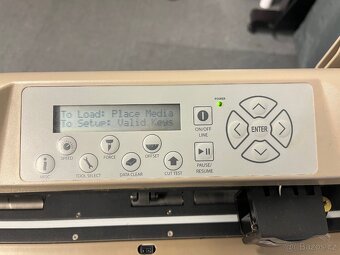 POWER
To Load: Place Media
To Setup: Valid Keys
ON/OFF
LINE
ENTER
SPEED
FORCE
OFFSET
PAUSE/
RESUME
MISC
TOOL SELECT
DATA CLEAR
CUT TEST